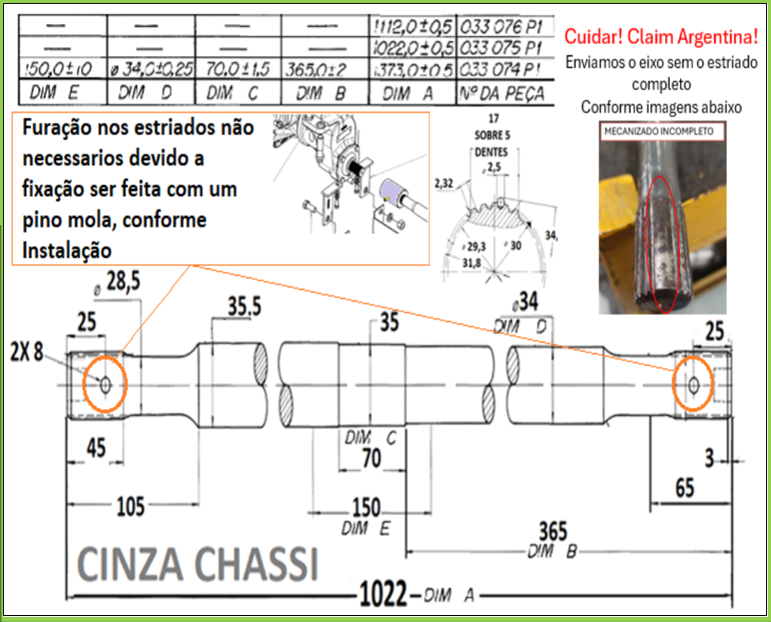 — — — — 1112,0±0,5 033 076 P1
— — — — 1022,0±0,5 033 075 P1
150,0±10 ø 34,0±0,25 70,0±1,5 365,0±2 1373,0±0.5 033 074 P1
DIM E DIM D DIM C DIM B DIM A Nº DA PEÇA
Cuidar! Claim Argentina!
Enviamos o eixo sem o estriado
completo
Conforme imagens abaixo
MECANIZADO INCOMPLETO
Furação nos estriados não
necessarios devido a
fixação ser feita com um
pino mola, conforme
Instalação
17
SOBRE 5
DENTES
ø 2,5
2,32
34,
ø 29,3
ø 30
31,8
ø 28,5
25
35.5
35
ø34
DIM D
25
2X 8
45
DIM C
70
3
105
150
DIM E
65
365
DIM B
CINZA CHASSI
1022 DIM A